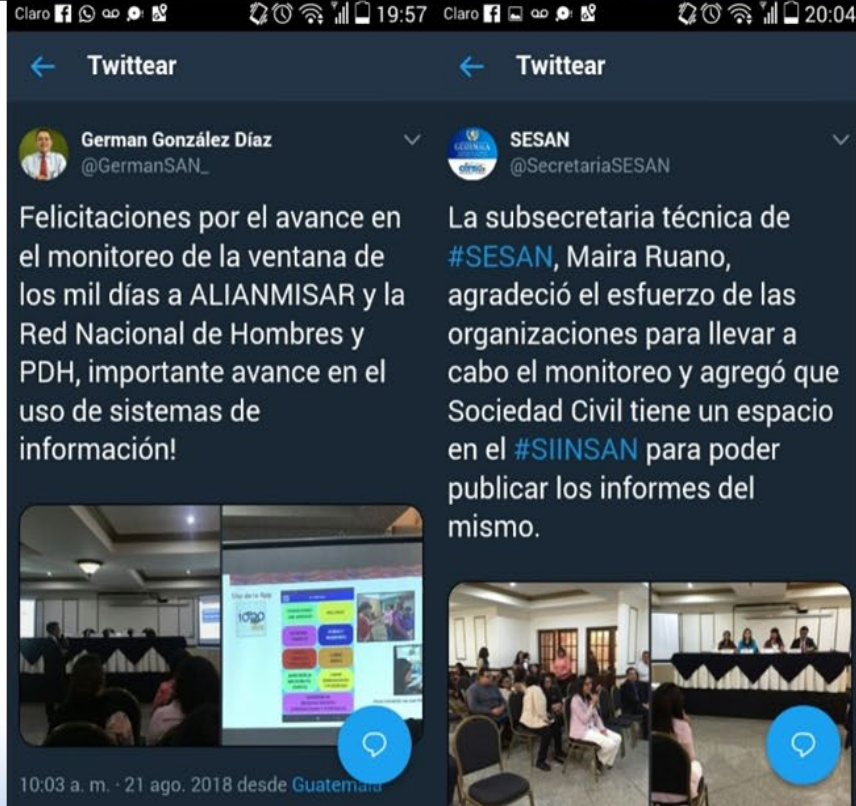 Claro 19:57
Twittear
German González Díaz
@GermanSAN_
Felicitaciones por el avance en
el monitoreo de la ventana de
los mil días a ALIANMISAR y la
Red Nacional de Hombres y
PDH, importante avance en el
uso de sistemas de
información!
Uso de la App
10:03 a. m. · 21 ago. 2018 desde Guatemala
Claro 20:04
Twittear
SESAN
@SecretariaSESAN
La subsecretaria técnica de
#SESAN, Maira Ruano,
agradeció el esfuerzo de las
organizaciones para llevar a
cabo el monitoreo y agregó que
Sociedad Civil tiene un espacio
en el #SIINSAN para poder
publicar los informes del
mismo.